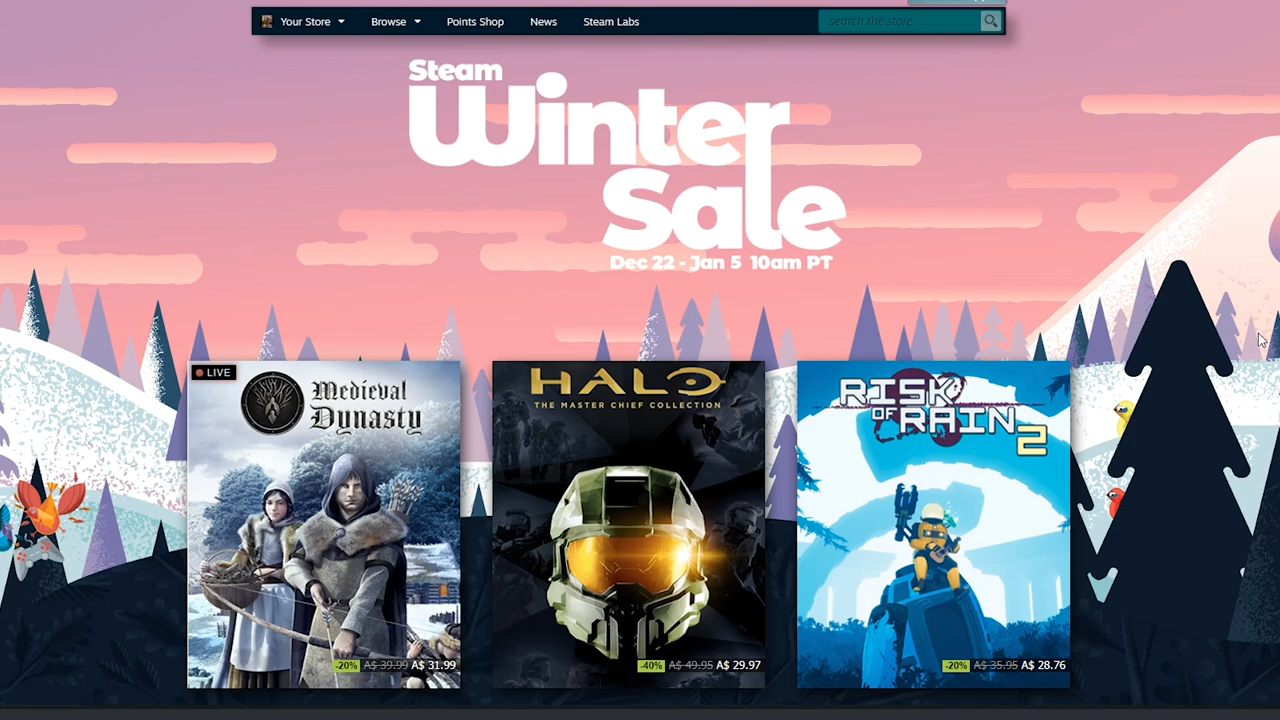 Your Store Browse Points Shop News Steam Labs search the store
Steam
Winter
Sale
Dec 22 - Jan 5 10am PT
LIVE
Medieval
Dynasty
-20% A$ 39.99 A$ 31.99
HALO
THE MASTER CHIEF COLLECTION
-40% A$ 49.95 A$ 29.97
RISK
OF RAIN
2
-20% A$ 35.95 A$ 28.76